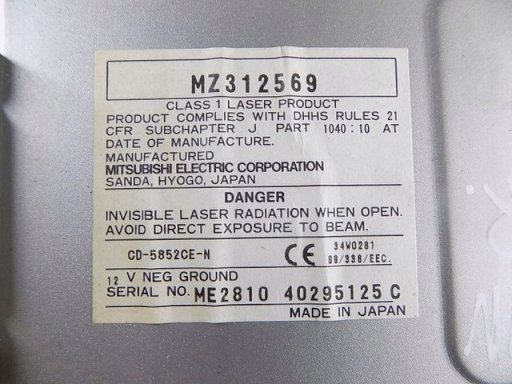 MZ312569
CLASS 1 LASER PRODUCT
PRODUCT COMPLIES WITH DHHS RULES 21
CFR SUBCHAPTER J PART 1040:10 AT
DATE OF MANUFACTURE.
MANUFACTURED
MITSUBISHI ELECTRIC CORPORATION
SANDA, HYOGO, JAPAN
DANGER
INVISIBLE LASER RADIATION WHEN OPEN.
AVOID DIRECT EXPOSURE TO BEAM.
CD-5852CE-N CE 34W0281
89/336/EEC.
12 V NEG GROUND
SERIAL NO. ME2810 40295125C
MADE IN JAPAN